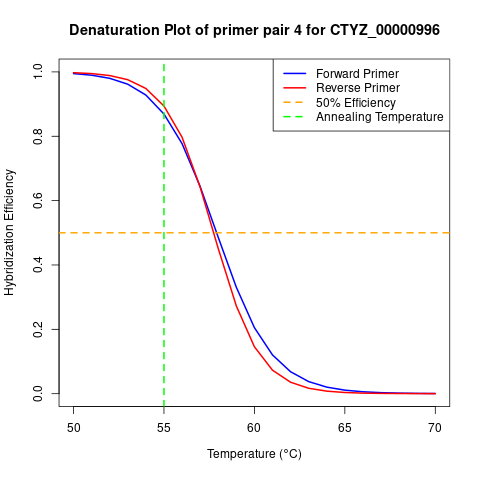 Denaturation Plot of primer pair 4 for CTYZ_00000996
Forward Primer
Reverse Primer
50% Efficiency
Annealing Temperature
Hybridization Efficiency
1.0
0.8
0.6
0.4
0.2
0.0
50 55 60 65 70
Temperature (°C)